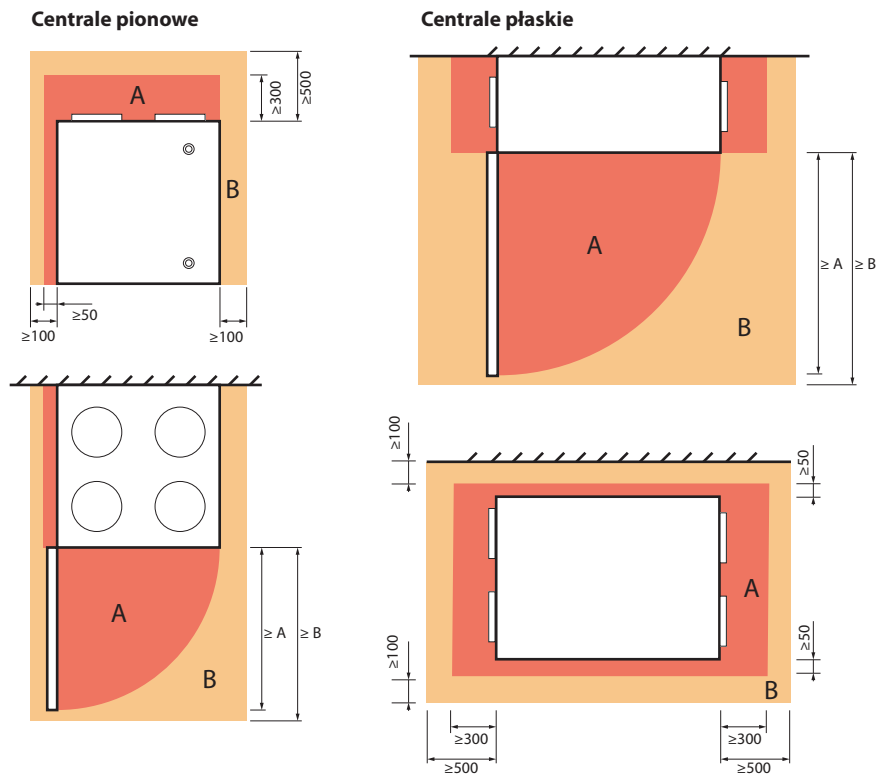 Centrale pionowe
A
≥300
≥500
B
≥50
≥100
≥100
A
≥ A
≥ B
B
Centrale płaskie
A
≥ A
≥ B
B
≥100
≥50
A
≥50
≥100
B
≥300
≥300
≥500
≥500